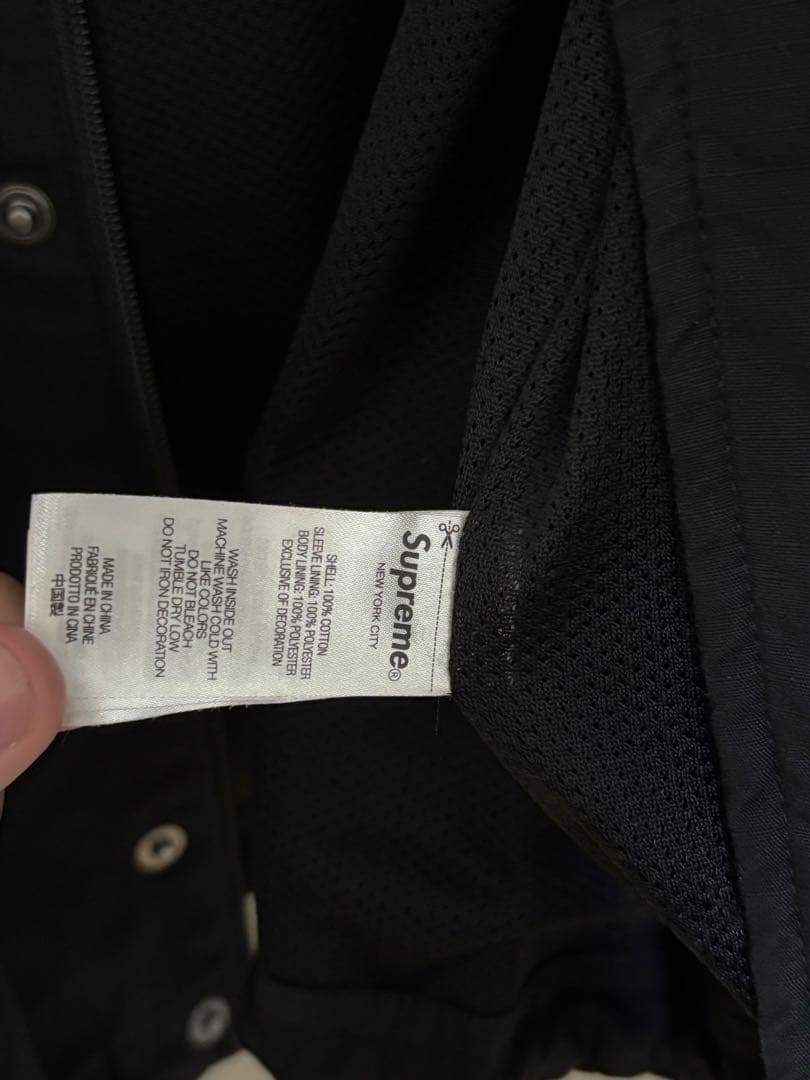 Supreme®
NEW YORK CITY
SHELL: 100% COTTON
SLEEVE LINING: 100% POLYESTER
BODY LINING: 100% POLYESTER
EXCLUSIVE OF DECORATION
WASH INSIDE OUT
MACHINE WASH COLD WITH
LIKE COLORS
DO NOT BLEACH
TUMBLE DRY LOW
DO NOT IRON DECORATION
MADE IN CHINA
FABRIQUÉ EN CHINE
PRODOTTO IN CINA
中国製